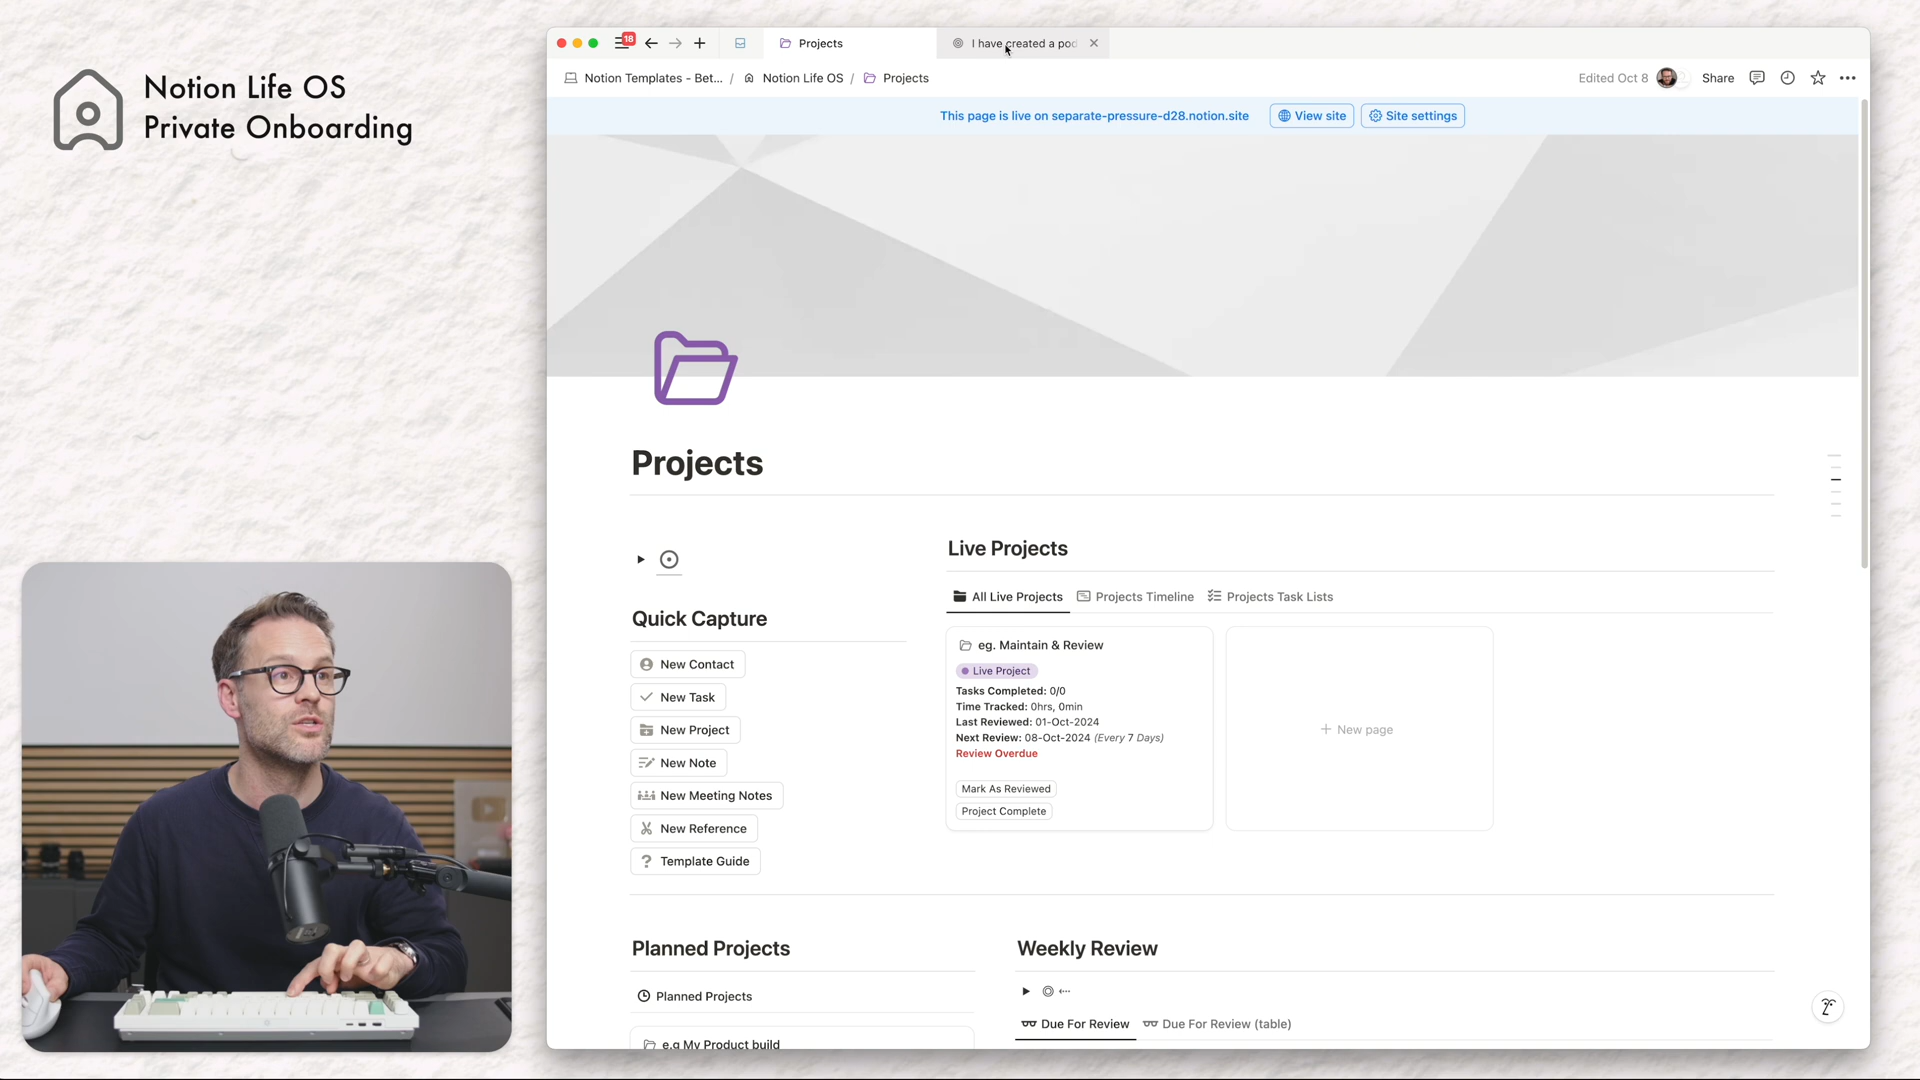 Notion Life OS
Private Onboarding
18
Projects
I have created a pod
Notion Templates - Bet... / Notion Life OS / Projects
Edited Oct 8
Share
This page is live on separate-pressure-d28.notion.site
View site
Site settings
Projects
Quick Capture
New Contact
New Task
New Project
New Note
New Meeting Notes
New Reference
Template Guide
Live Projects
All Live Projects
Projects Timeline
Projects Task Lists
eg. Maintain & Review
Live Project
Tasks Completed: 0/0
Time Tracked: 0hrs, 0min
Last Reviewed: 01-Oct-2024
Next Review: 08-Oct-2024 (Every 7 Days)
Review Overdue
Mark As Reviewed
Project Complete
+ New page
Planned Projects
Planned Projects
e.g My Product build
Weekly Review
Due For Review
Due For Review (table)